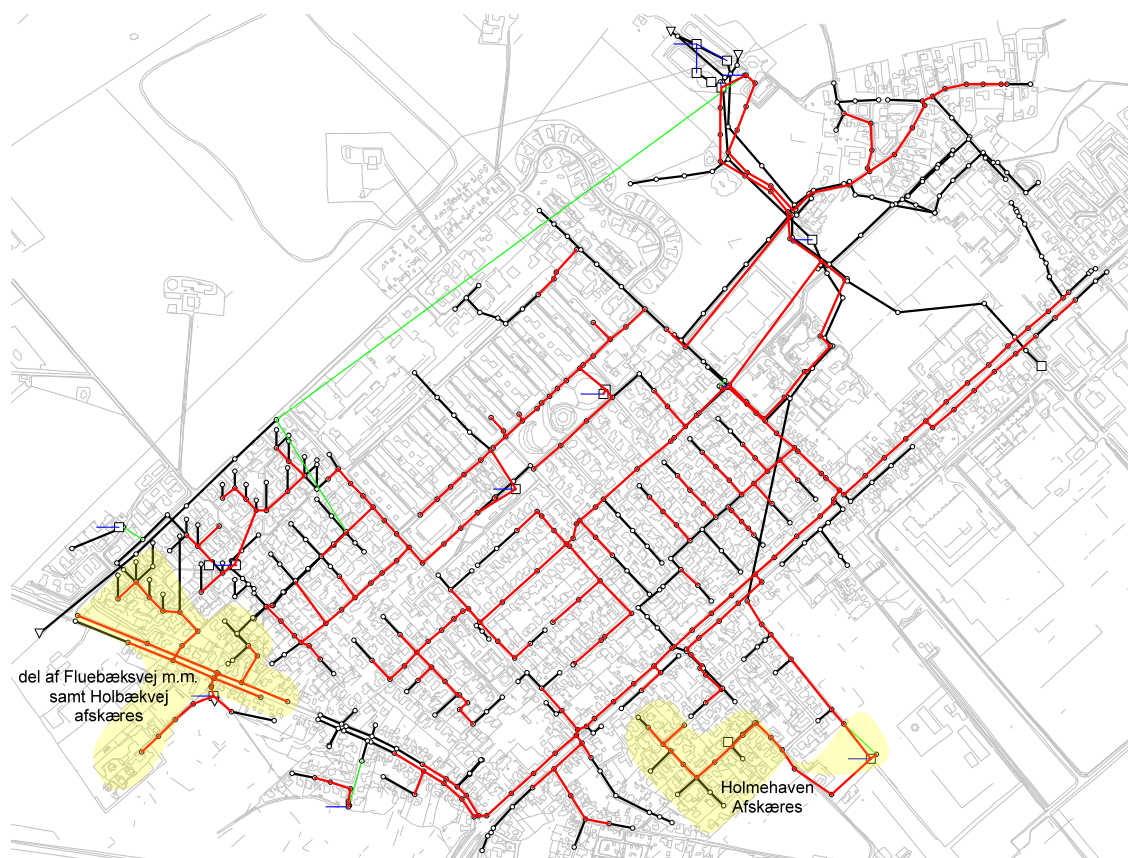 del af Fluebæksvej m.m.
samt Holbækvej
afskæres
Holmehaven
Afskæres